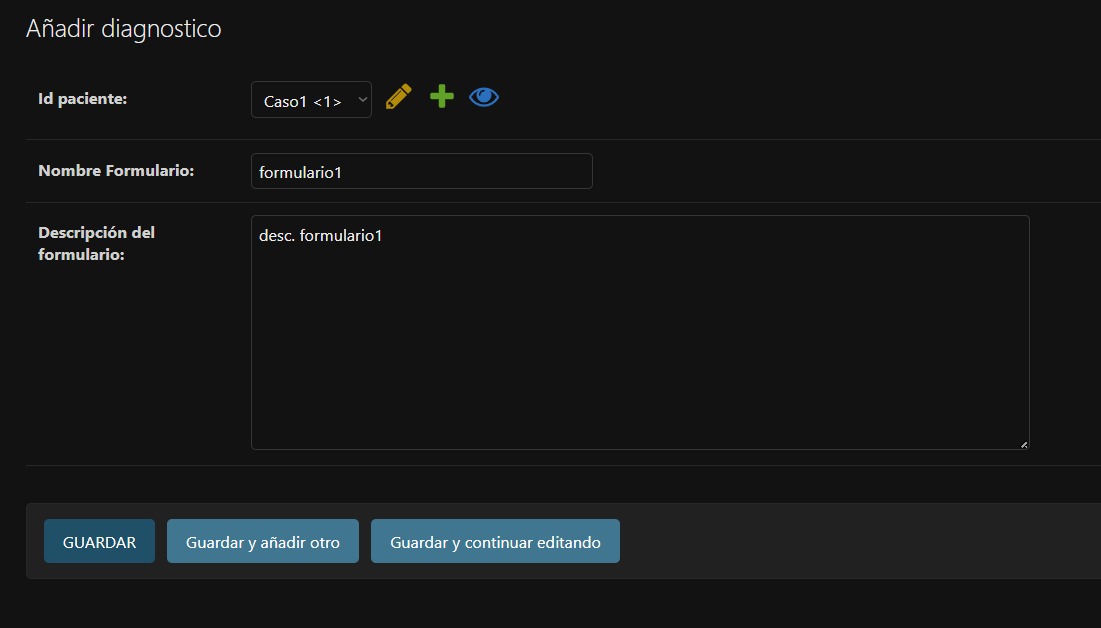 Añadir diagnostico
Id paciente:
Caso1 <1>
Nombre Formulario:
formulario1
Descripción del
formulario:
desc. formulario1
GUARDAR
Guardar y añadir otro
Guardar y continuar editando